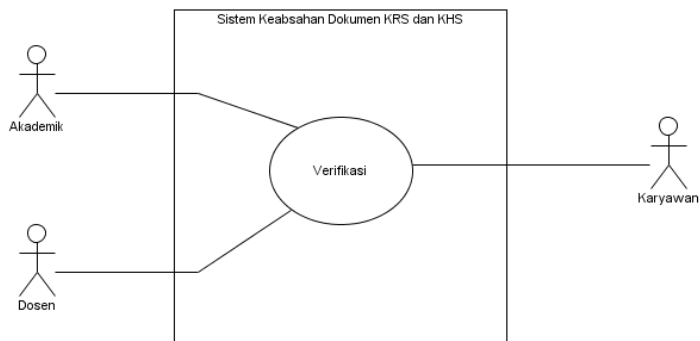 Sistem Keabsahan Dokumen KRS dan KHS
Akademik
Verifikasi
Karyawan
Dosen